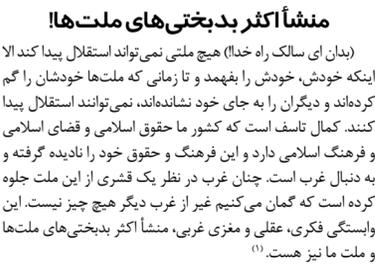 منشأ اکثر بدبختی‌های ملت‌ها!
(بدان ای سالک راه خدا!) هیچ ملتی نمی‌تواند استقلال پیدا کند الا
اینکه خودش، خودش را بفهمد و تا زمانی که ملت‌ها خودشان را گم
کرده‌اند و دیگران را به جای خود نشانده‌اند، نمی‌توانند استقلال پیدا
کنند. کمال تاسف است که کشور ما حقوق اسلامی و قضای اسلامی
و فرهنگ اسلامی دارد و این فرهنگ و حقوق خود را نادیده گرفته و
به دنبال غرب است. چنان غرب در نظر یک قشری از این ملت جلوه
کرده است که گمان می‌کنیم غیر از غرب دیگر هیچ چیز نیست. این
وابستگی فکری، عقلی و مغزی غربی، منشأ اکثر بدبختی‌های ملت‌ها
و ملت ما نیز هست. (۱)